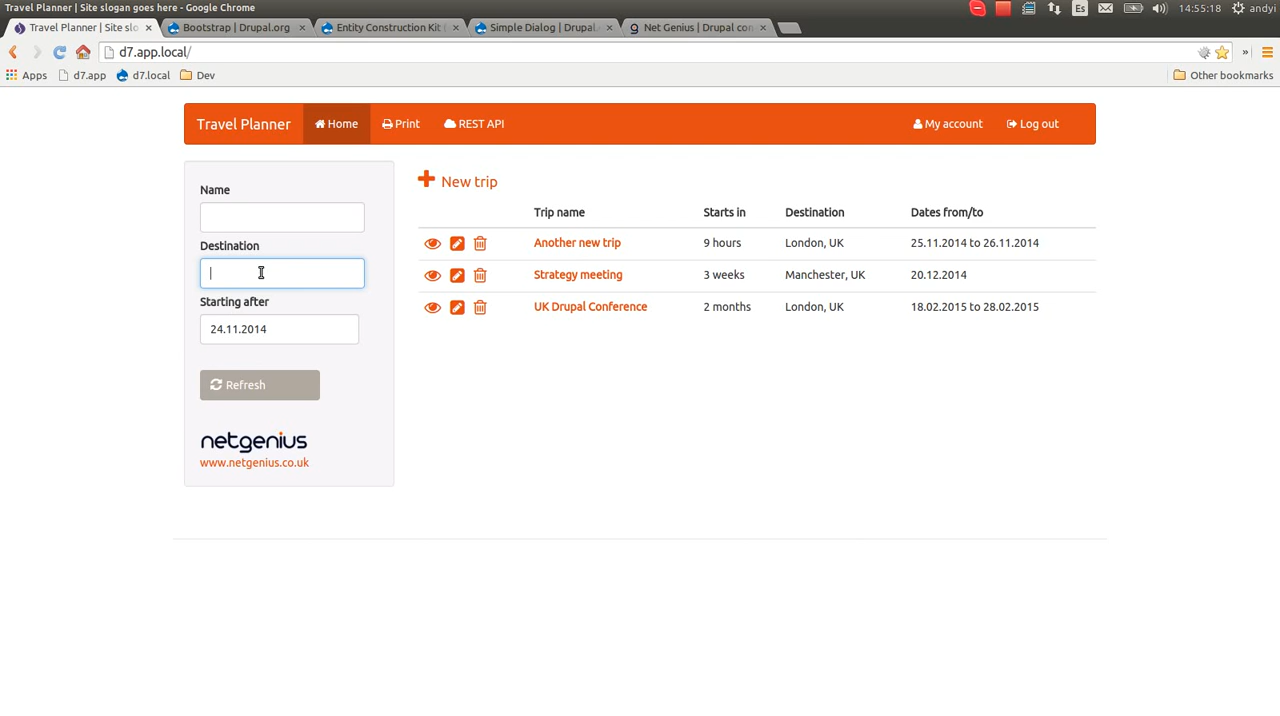 Travel Planner | Site slogan goes here - Google Chrome
Es
14:55:18
andyi
Travel Planner | Site slo
Bootstrap | Drupal.org
Entity Construction Kit (
Simple Dialog | Drupal.
Net Genius | Drupal con
d7.app.local/
Apps
d7.app
d7.local
Dev
Other bookmarks
Travel Planner
Home
Print
REST API
My account
Log out
Name
Destination
Starting after
24.11.2014
Refresh
netgenius
www.netgenius.co.uk
New trip
Trip name Starts in Destination Dates from/to
Another new trip 9 hours London, UK 25.11.2014 to 26.11.2014
Strategy meeting 3 weeks Manchester, UK 20.12.2014
UK Drupal Conference 2 months London, UK 18.02.2015 to 28.02.2015